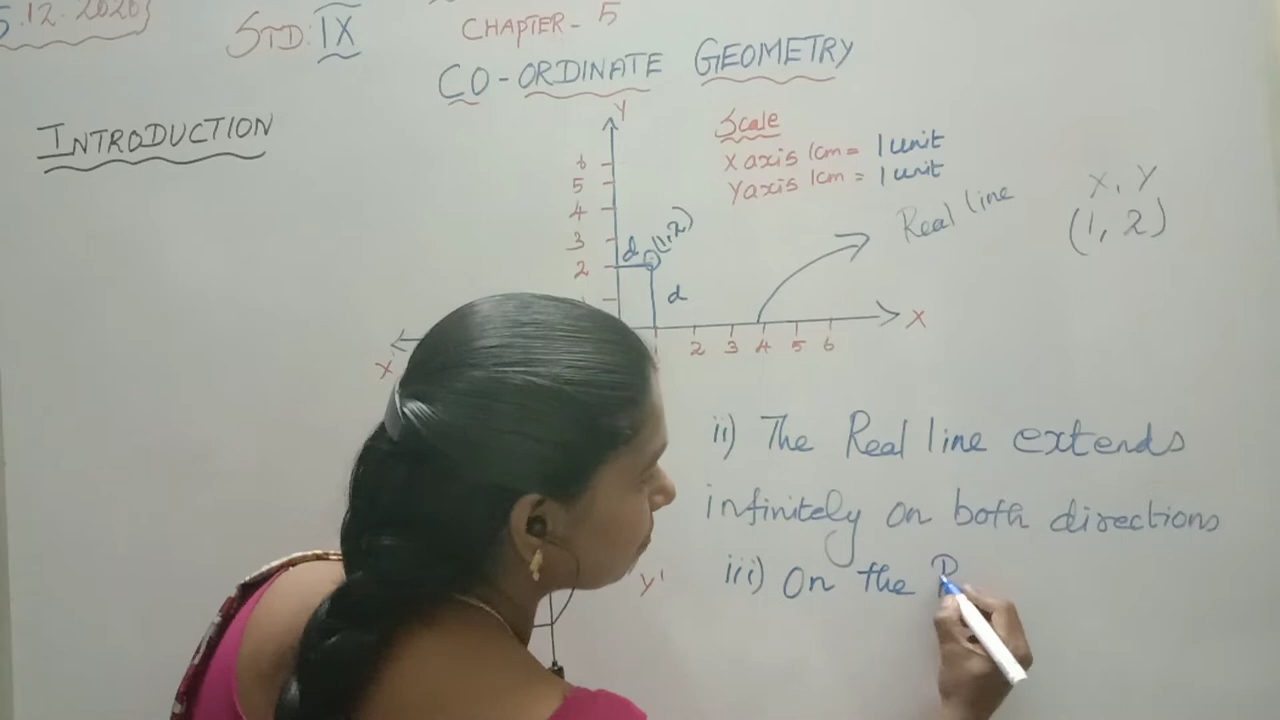 5.12.2020
STD: IX
CHAPTER - 5
CO-ORDINATE GEOMETRY
INTRODUCTION
Y
Scale
X axis 1cm = 1 unit
Y axis 1cm = 1 unit
6
5
4
3
2
1
d
(1,2)
d
Real line
X, Y
(1, 2)
X'
1 2 3 4 5 6
X
ii) The Real line extends
infinitely on both directions
Y'
iii) On the R